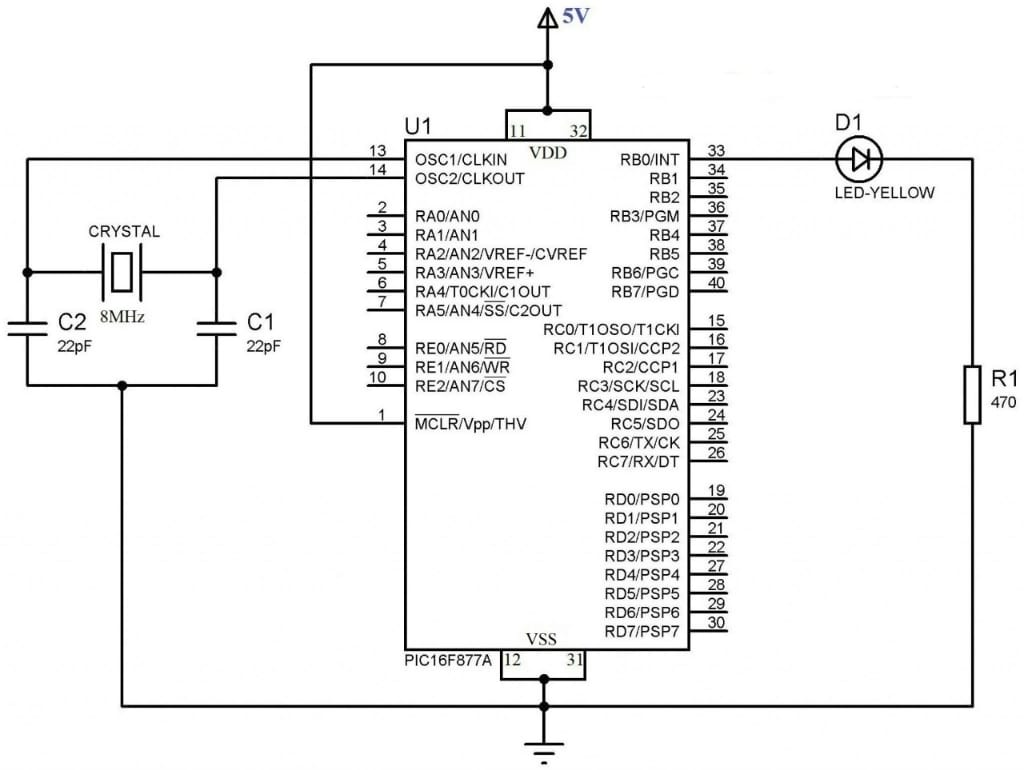 5V
U1
11 32
VDD
13 OSC1/CLKIN
14 OSC2/CLKOUT
2 RA0/AN0
3 RA1/AN1
4 RA2/AN2/VREF-/CVREF
5 RA3/AN3/VREF+
6 RA4/T0CKI/C1OUT
7 RA5/AN4/SS/C2OUT
8 RE0/AN5/RD
9 RE1/AN6/WR
10 RE2/AN7/CS
1 MCLR/Vpp/THV
RB0/INT 33
RB1 34
RB2 35
RB3/PGM 36
RB4 37
RB5 38
RB6/PGC 39
RB7/PGD 40
RC0/T1OSO/T1CKI 15
RC1/T1OSI/CCP2 16
RC2/CCP1 17
RC3/SCK/SCL 18
RC4/SDI/SDA 23
RC5/SDO 24
RC6/TX/CK 25
RC7/RX/DT 26
RD0/PSP0 19
RD1/PSP1 20
RD2/PSP2 21
RD3/PSP3 22
RD4/PSP4 27
RD5/PSP5 28
RD6/PSP6 29
RD7/PSP7 30
VSS
PIC16F877A
12 31
CRYSTAL
8MHz
C2
22pF
C1
22pF
D1
LED-YELLOW
R1
470